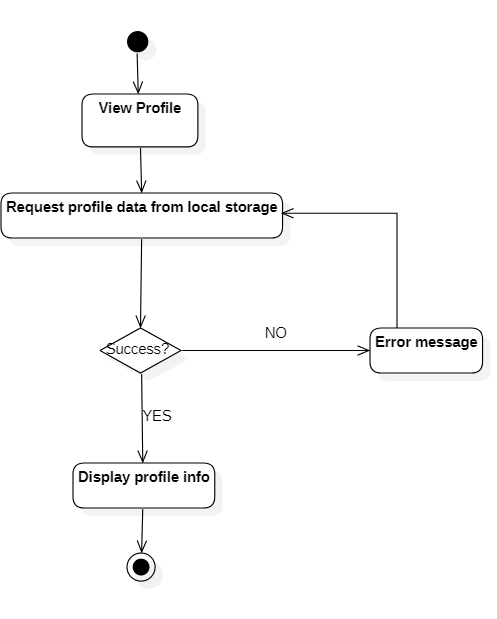 View Profile
Request profile data from local storage
Success?
NO
Error message
YES
Display profile info